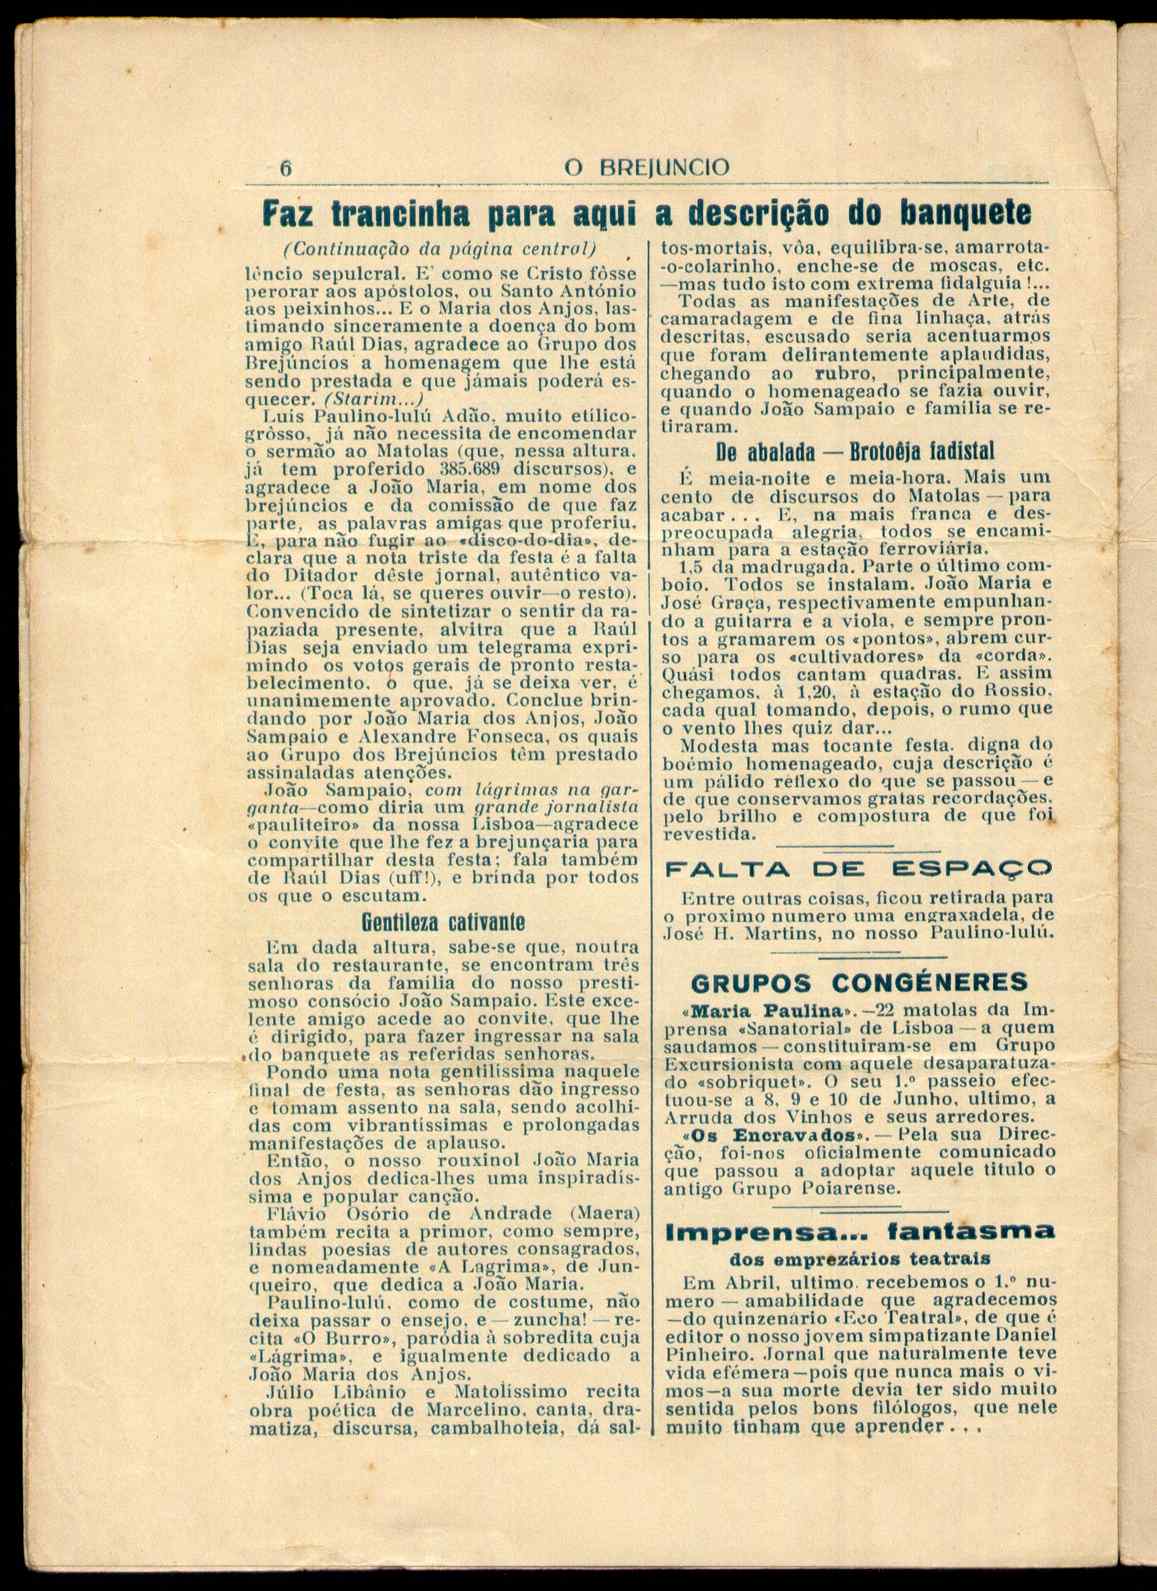 6
O BREJUNCIO
Faz trancinha para aqui a descrição do banquete
(Continuação da página central)
lêncio sepulcral. E' como se Cristo fôsse
perorar aos apóstolos, ou Santo António
aos peixinhos... E o Maria dos Anjos, las-
timando sinceramente a doença do bom
amigo Raúl Dias, agradece ao Grupo dos
Brejúncios a homenagem que lhe está
sendo prestada e que jámais poderá es-
quecer. (Starim...)
Luís Paulino-lulú Adão, muito etílico-
grôsso, já não necessita de encomendar
o sermão ao Matolas (que, nessa altura,
já tem proferido 385.689 discursos), e
agradece a João Maria, em nome dos
brejúncios e da comissão de que faz
parte, as palavras amigas que proferiu.
E, para não fugir ao «disco-do-dia», de-
clara que a nota triste da festa é a falta
do Ditador dêste jornal, autêntico va-
lor... (Toca lá, se queres ouvir—o resto).
Convencido de sintetizar o sentir da ra-
paziada presente, alvitra que a Raúl
Dias seja enviado um telegrama expri-
mindo os votos gerais de pronto resta-
belecimento, o que, já se deixa ver, é
unanimemente aprovado. Conclue brin-
dando por João Maria dos Anjos, João
Sampaio e Alexandre Fonseca, os quais
ao Grupo dos Brejúncios têm prestado
assinaladas atenções.
João Sampaio, com lágrimas na gar-
ganta—como diria um grande jornalista
«pauliteiro» da nossa Lisboa—agradece
o convite que lhe fez a brejunçaria para
compartilhar desta festa; fala também
de Raúl Dias (uff!), e brinda por todos
os que o escutam.
Gentileza cativante
Em dada altura, sabe-se que, noutra
sala do restaurante, se encontram três
senhoras da família do nosso presti-
moso consócio João Sampaio. Este exce-
lente amigo acede ao convite, que lhe
é dirigido, para fazer ingressar na sala
do banquete as referidas senhoras.
Pondo uma nota gentilíssima naquele
final de festa, as senhoras dão ingresso
e tomam assento na sala, sendo acolhi-
das com vibrantíssimas e prolongadas
manifestações de aplauso.
Então, o nosso rouxinol João Maria
dos Anjos dedica-lhes uma inspiradís-
sima e popular canção.
Flávio Osório de Andrade (Maera)
também recita a primor, como sempre,
lindas poesias de autores consagrados,
e nomeadamente «A Lagrima», de Jun-
queiro, que dedica a João Maria.
Paulino-lulú, como de costume, não
deixa passar o ensejo, e—zuncha!—re-
cita «O Burro», paródia à sobredita cuja
«Lágrima», e igualmente dedicado a
João Maria dos Anjos.
Júlio Libânio e Matolíssimo recita
obra poética de Marcelino, canta, dra-
matiza, discursa, cambalhoteia, dá sal-
tos-mortais, vôa, equilibra-se, amarrota-
-o-colarinho, enche-se de moscas, etc.
—mas tudo isto com extrema fidalguia!...
Todas as manifestações de Arte, de
camaradagem e de fina linhaça, atrás
descritas, escusado seria acentuarmos
que foram delirantemente aplaudidas,
chegando ao rubro, principalmente,
quando o homenageado se fazia ouvir,
e quando João Sampaio e família se re-
tiraram.
De abalada — Brotoêja fadistal
É meia-noite e meia-hora. Mais um
cento de discursos do Matolas—para
acabar... E, na mais franca e des-
preocupada alegria, todos se encami-
nham para a estação ferroviária.
1,5 da madrugada. Parte o último com-
boio. Todos se instalam. João Maria e
José Graça, respectivamente empunhan-
do a guitarra e a viola, e sempre pron-
tos a gramarem os «pontos», abrem cur-
so para os «cultivadores» da «corda».
Quási todos cantam quadras. E assim
chegamos, à 1,20, à estação do Rossio,
cada qual tomando, depois, o rumo que
o vento lhes quiz dar...
Modesta mas tocante festa, digna do
boémio homenageado, cuja descrição é
um pálido réflexo do que se passou—e
de que conservamos gratas recordações,
pelo brilho e compostura de que foi
revestida.
FALTA DE ESPAÇO
Entre outras coisas, ficou retirada para
o proximo numero uma engraxadela, de
José H. Martins, no nosso Paulino-lulú.
GRUPOS CONGÉNERES
«Maria Paulina».—22 matolas da Im-
prensa «Sanatorial» de Lisboa—a quem
saudamos—constituiram-se em Grupo
Excursionista com aquele desaparatuza-
do «sobriquet». O seu 1.º passeio efec-
tuou-se a 8, 9 e 10 de Junho, ultimo, a
Arruda dos Vinhos e seus arredores.
«Os Encravados».—Pela sua Direc-
ção, foi-nos oficialmente comunicado
que passou a adoptar aquele titulo o
antigo Grupo Poiarense.
Imprensa... fantasma
dos emprezários teatrais
Em Abril, ultimo, recebemos o 1.º nu-
mero — amabilidade que agradecemos
—do quinzenário «Eco Teatral», de que é
editor o nosso jovem simpatizante Daniel
Pinheiro. Jornal que naturalmente teve
vida efémera—pois que nunca mais o vi-
mos—a sua morte devia ter sido muito
sentida pelos bons filólogos, que nele
muito tinham que aprender...